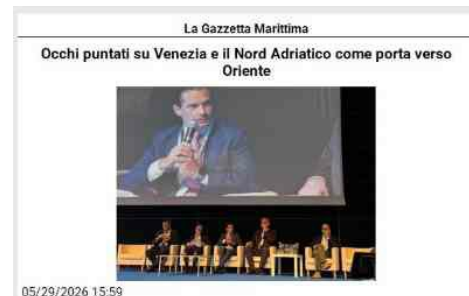 La Gazzetta Marittima
Occhi puntati su Venezia e il Nord Adriatico come porta verso
Oriente
05/29/2026 15:59